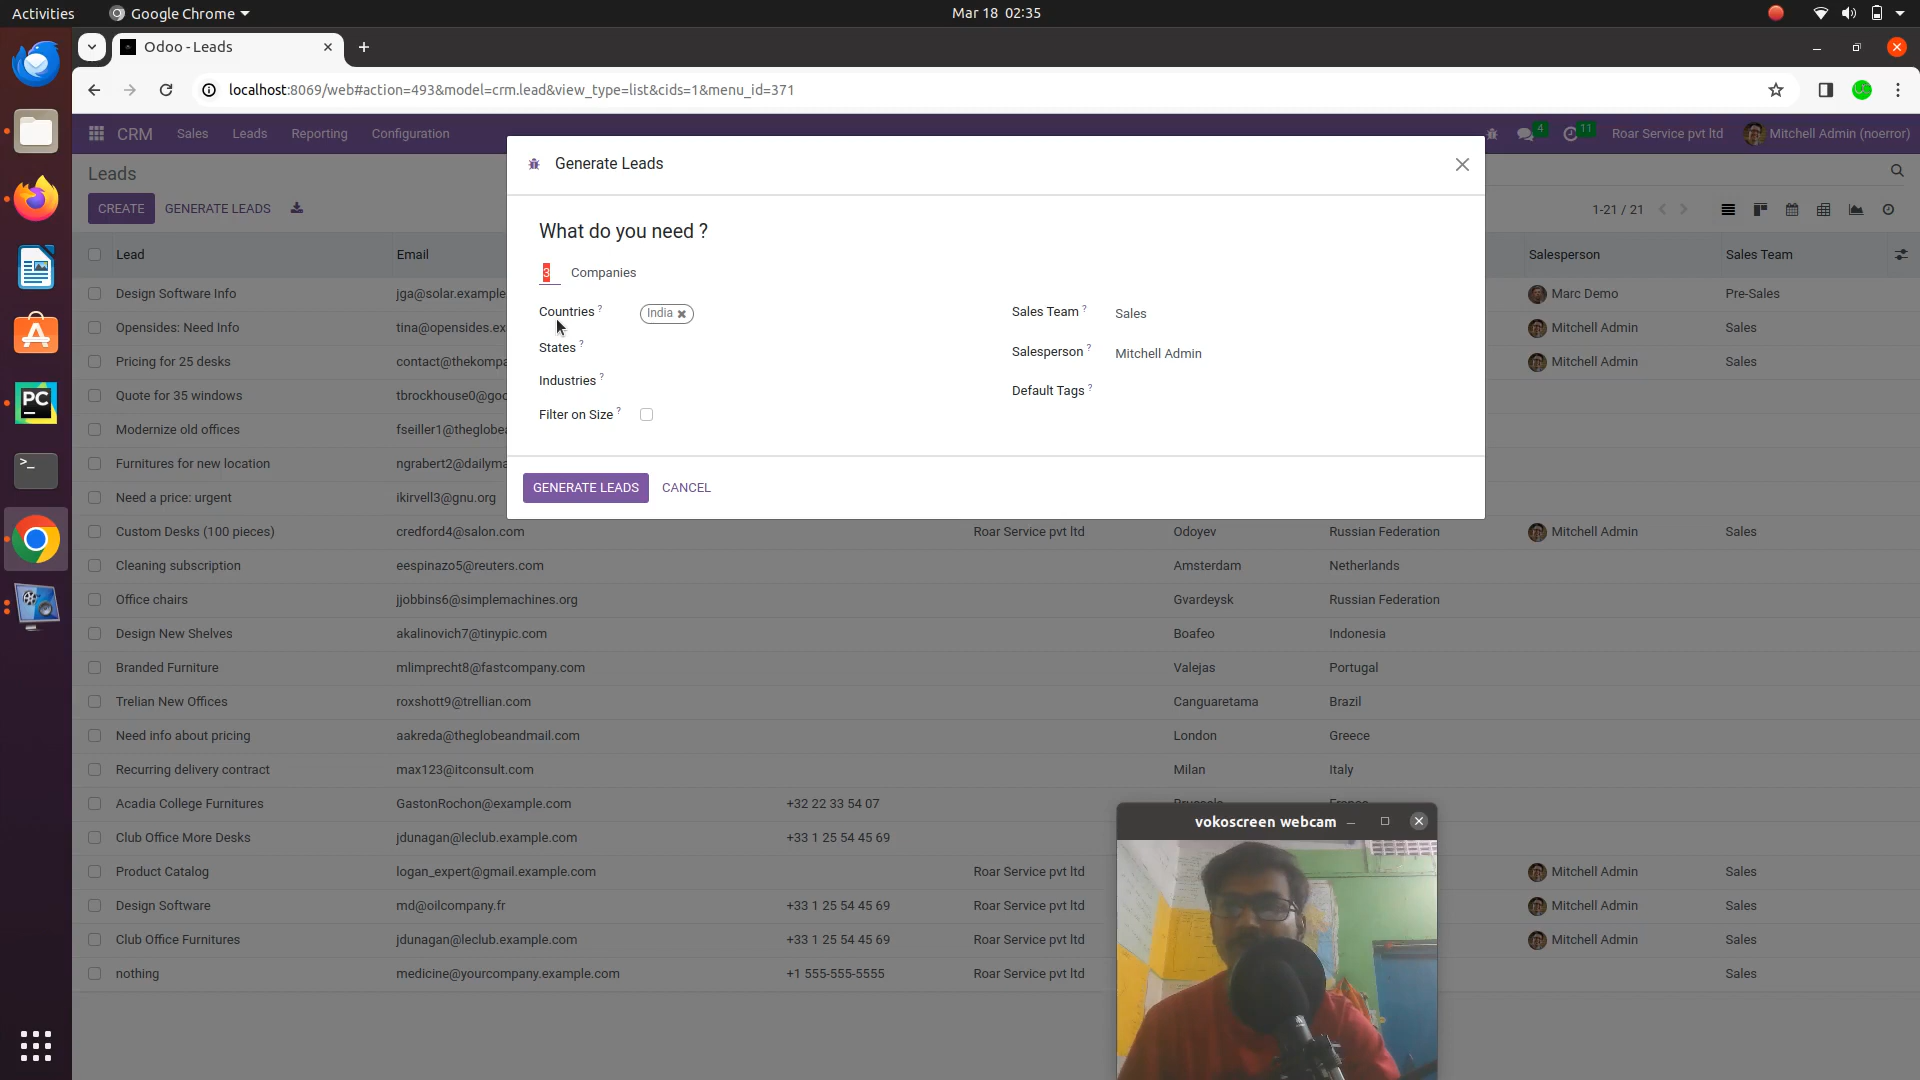 Activities Google Chrome Mar 18 02:35
Odoo - Leads
localhost:8069/web#action=493&model=crm.lead&view_type=list&cids=1&menu_id=371
CRM Sales Leads Reporting Configuration 4 11 Roar Service pvt ltd Mitchell Admin (noerror)
Generate Leads
Leads
CREATE GENERATE LEADS 1-21 / 21
What do you need ?
3 Companies
Countries ? India
States ?
Industries ?
Filter on Size ?
Sales Team ? Sales
Salesperson ? Mitchell Admin
Default Tags ?
GENERATE LEADS CANCEL
Lead Email Salesperson Sales Team
Design Software Info jga@solar.example Marc Demo Pre-Sales
Opensides: Need Info tina@opensides.ex Mitchell Admin Sales
Pricing for 25 desks contact@thekompa Mitchell Admin Sales
Quote for 35 windows tbrockhouse0@goo
Modernize old offices fseiller1@theglobea
Furnitures for new location ngrabert2@dailyma
Need a price: urgent ikirvell3@gnu.org
Custom Desks (100 pieces) credford4@salon.com Roar Service pvt ltd Odoyev Russian Federation Mitchell Admin Sales
Cleaning subscription eespinazo5@reuters.com Amsterdam Netherlands
Office chairs jjobbins6@simplemachines.org Gvardeysk Russian Federation
Design New Shelves akalinovich7@tinypic.com Boafeo Indonesia
Branded Furniture mlimprecht8@fastcompany.com Valejas Portugal
Trelian New Offices roxshott9@trellian.com Canguaretama Brazil
Need info about pricing aakreda@theglobeandmail.com London Greece
Recurring delivery contract max123@itconsult.com Milan Italy
Acadia College Furnitures GastonRochon@example.com +32 22 33 54 07 Brussels France
Club Office More Desks jdunagan@leclub.example.com +33 1 25 54 45 69
Product Catalog logan_expert@gmail.example.com Roar Service pvt ltd Mitchell Admin Sales
Design Software md@oilcompany.fr +33 1 25 54 45 69 Roar Service pvt ltd Mitchell Admin Sales
Club Office Furnitures jdunagan@leclub.example.com +33 1 25 54 45 69 Roar Service pvt ltd Mitchell Admin Sales
nothing medicine@yourcompany.example.com +1 555-555-5555 Roar Service pvt ltd Sales
vokoscreen webcam
PC
>_